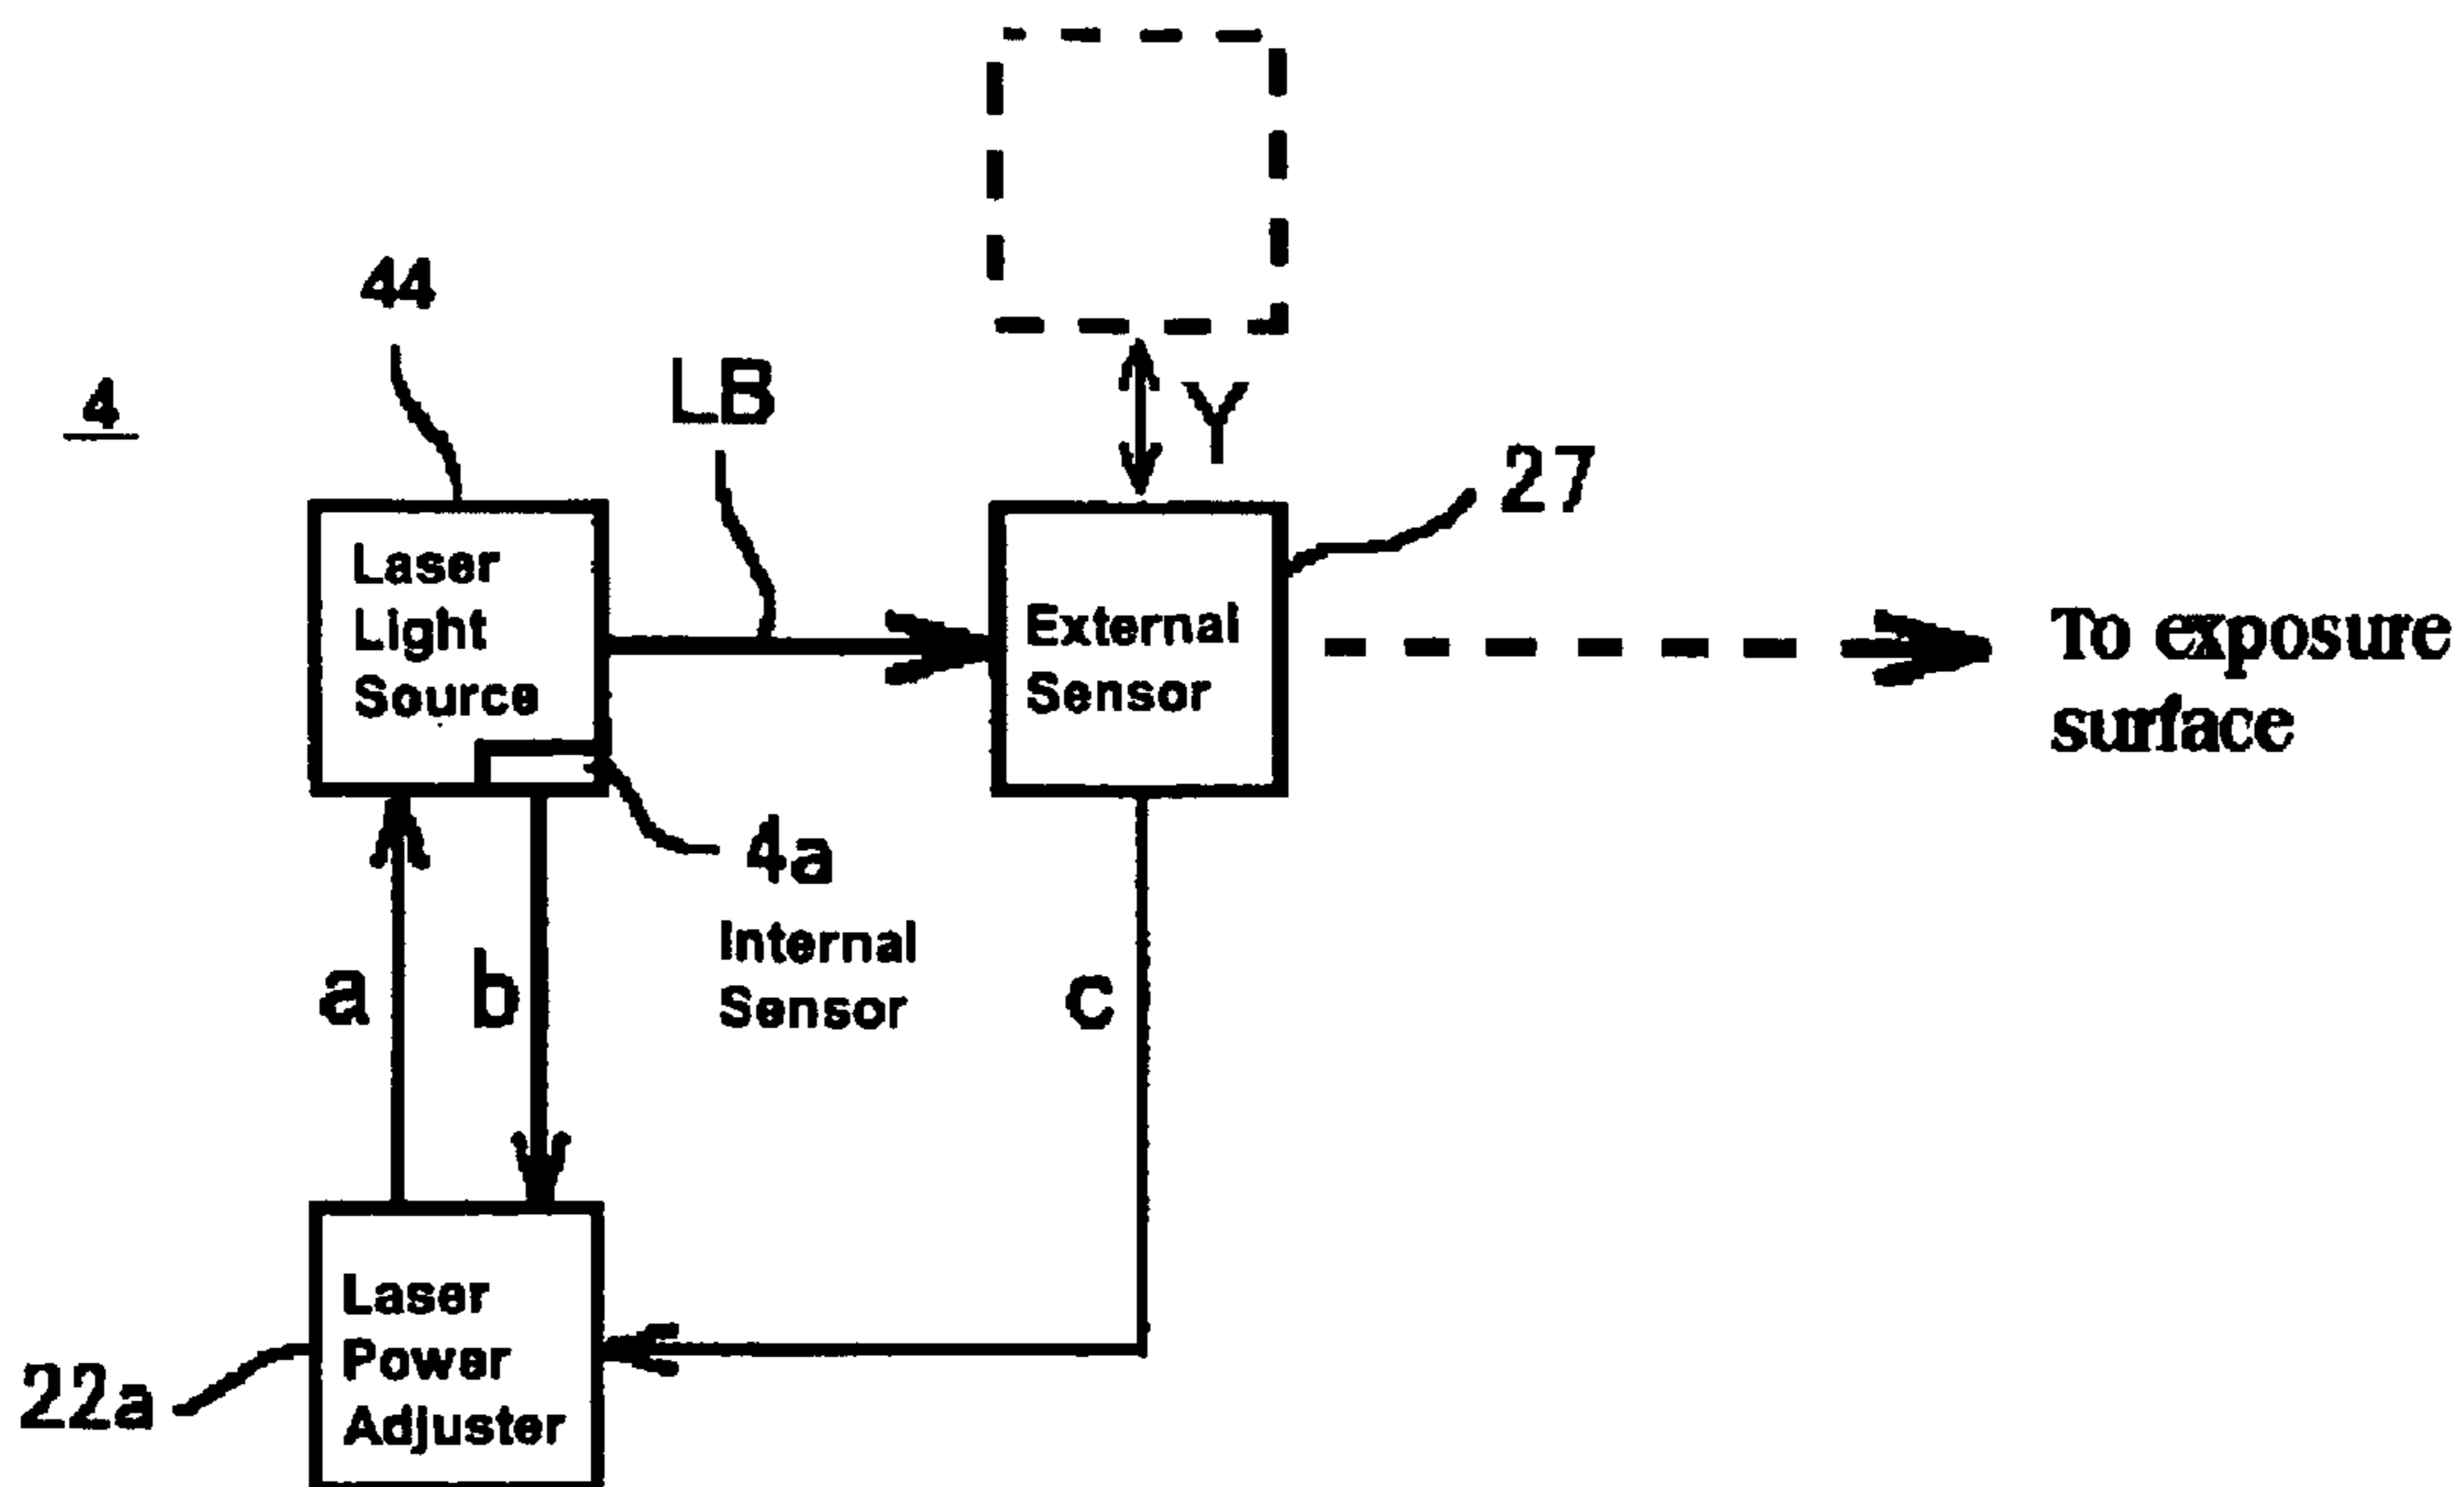 44
4
LB
Y
27
Laser
Light
Source
External
Sensor
To exposure
surface
4a
Internal
Sensor
a
b
c
Laser
Power
Adjuster
22a